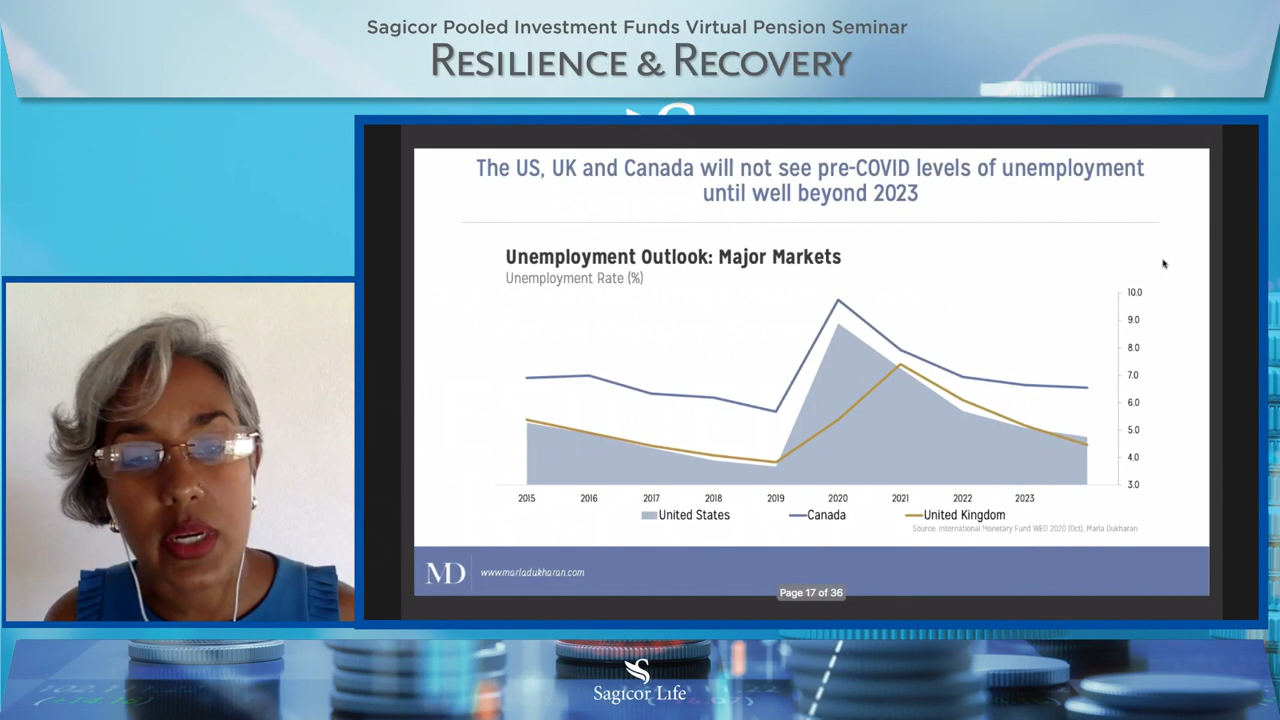 Sagicor Pooled Investment Funds Virtual Pension Seminar
RESILIENCE & RECOVERY
The US, UK and Canada will not see pre-COVID levels of unemployment
until well beyond 2023
Unemployment Outlook: Major Markets
Unemployment Rate (%)
10.0
9.0
8.0
7.0
6.0
5.0
4.0
3.0
2015 2016 2017 2018 2019 2020 2021 2022 2023
United States Canada United Kingdom
Source: International Monetary Fund WEO 2020 (Oct), Marla Dukharan
MD www.marladukharan.com
Page 17 of 36
Sagicor Life